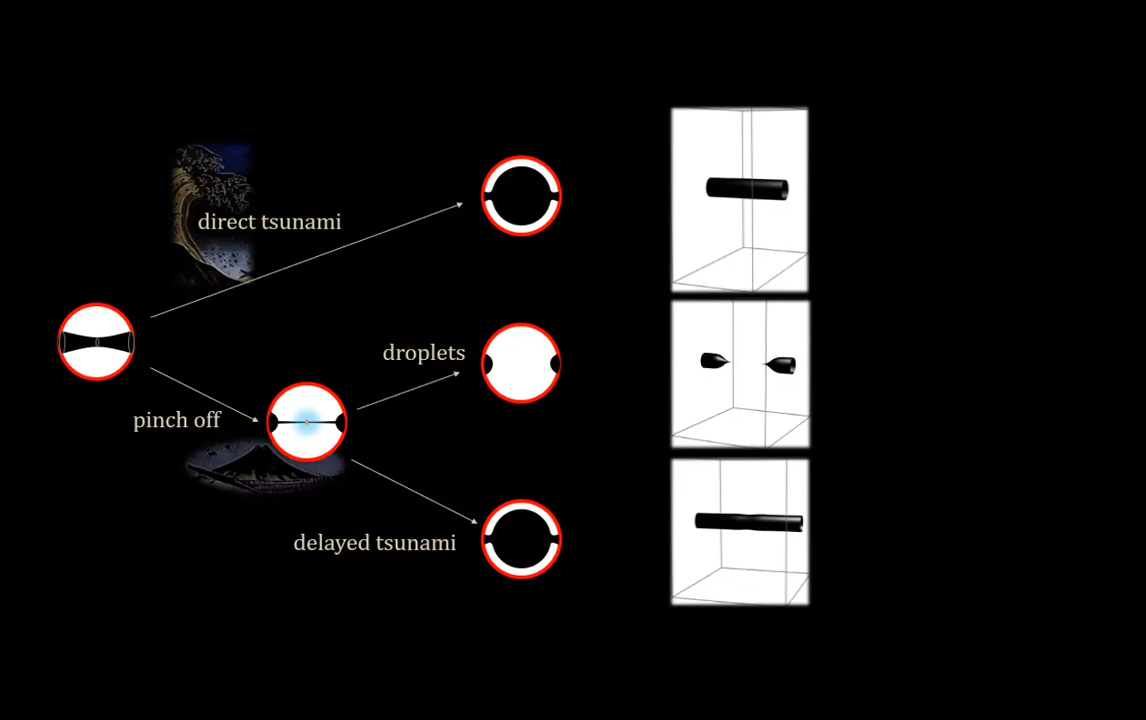 direct tsunami
droplets
pinch off
delayed tsunami